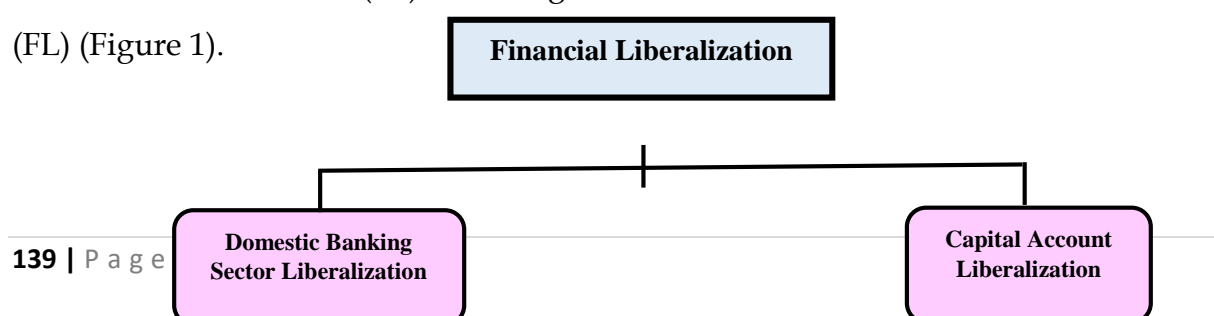 (FL) (Figure 1).
Financial Liberalization
Domestic Banking
Sector Liberalization
Capital Account
Liberalization
139 | P a g e